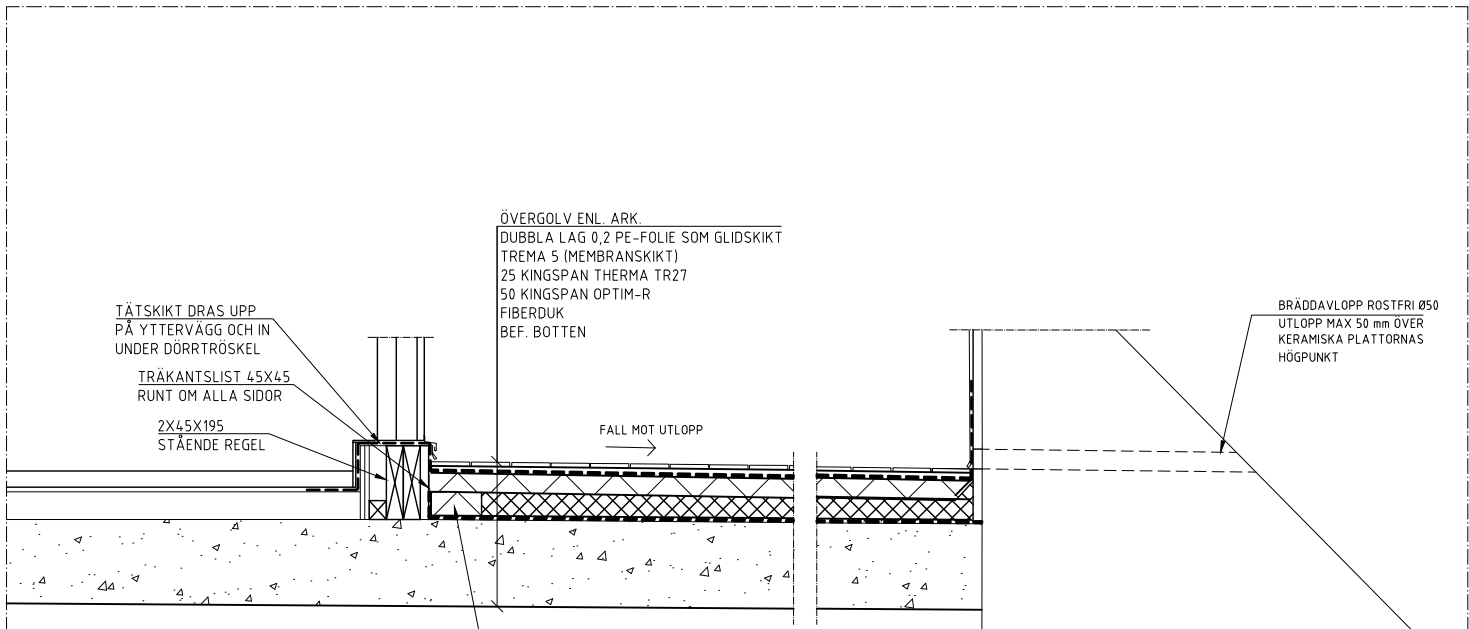 ÖVERGOLV ENL. ARK.
DUBBLA LAG 0,2 PE-FOLIE SOM GLIDSKIKT
TREMA 5 (MEMBRANSKIKT)
25 KINGSPAN THERMA TR27
50 KINGSPAN OPTIM-R
FIBERDUK
BEF. BOTTEN
TÄTSKIKT DRAS UPP
PÅ YTTERVÄGG OCH IN
UNDER DÖRRTRÖSKEL
TRÄKANTSLIST 45X45
RUNT OM ALLA SIDOR
2X45X195
STÅENDE REGEL
FALL MOT UTLOPP
BRÄDDAVLOPP ROSTFRI Ø50
UTLOPP MAX 50 mm ÖVER
KERAMISKA PLATTORNAS
HÖGPUNKT